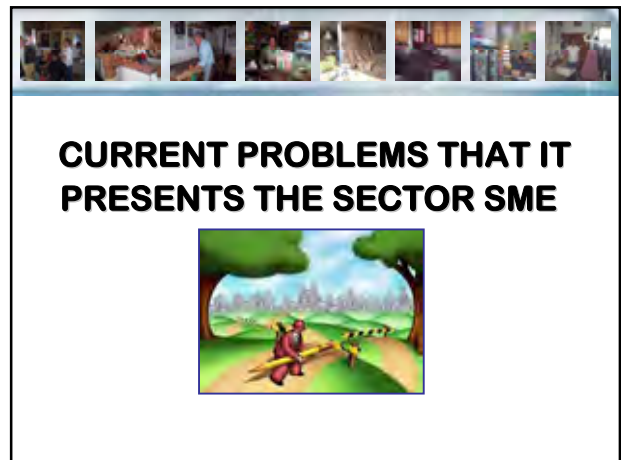 CURRENT PROBLEMS THAT IT
PRESENTS THE SECTOR SME